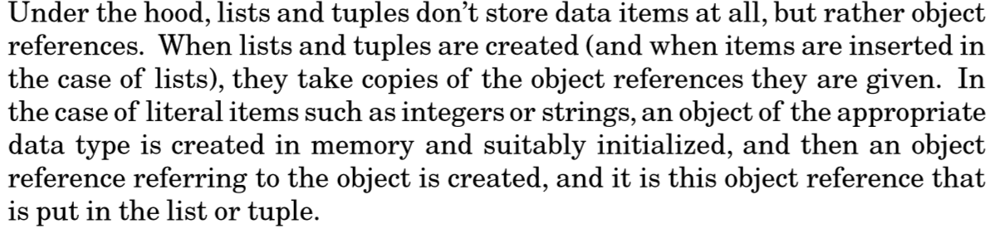 Under the hood, lists and tuples don’t store data items at all, but rather object
references. When lists and tuples are created (and when items are inserted in
the case of lists), they take copies of the object references they are given. In
the case of literal items such as integers or strings, an object of the appropriate
data type is created in memory and suitably initialized, and then an object
reference referring to the object is created, and it is this object reference that
is put in the list or tuple.